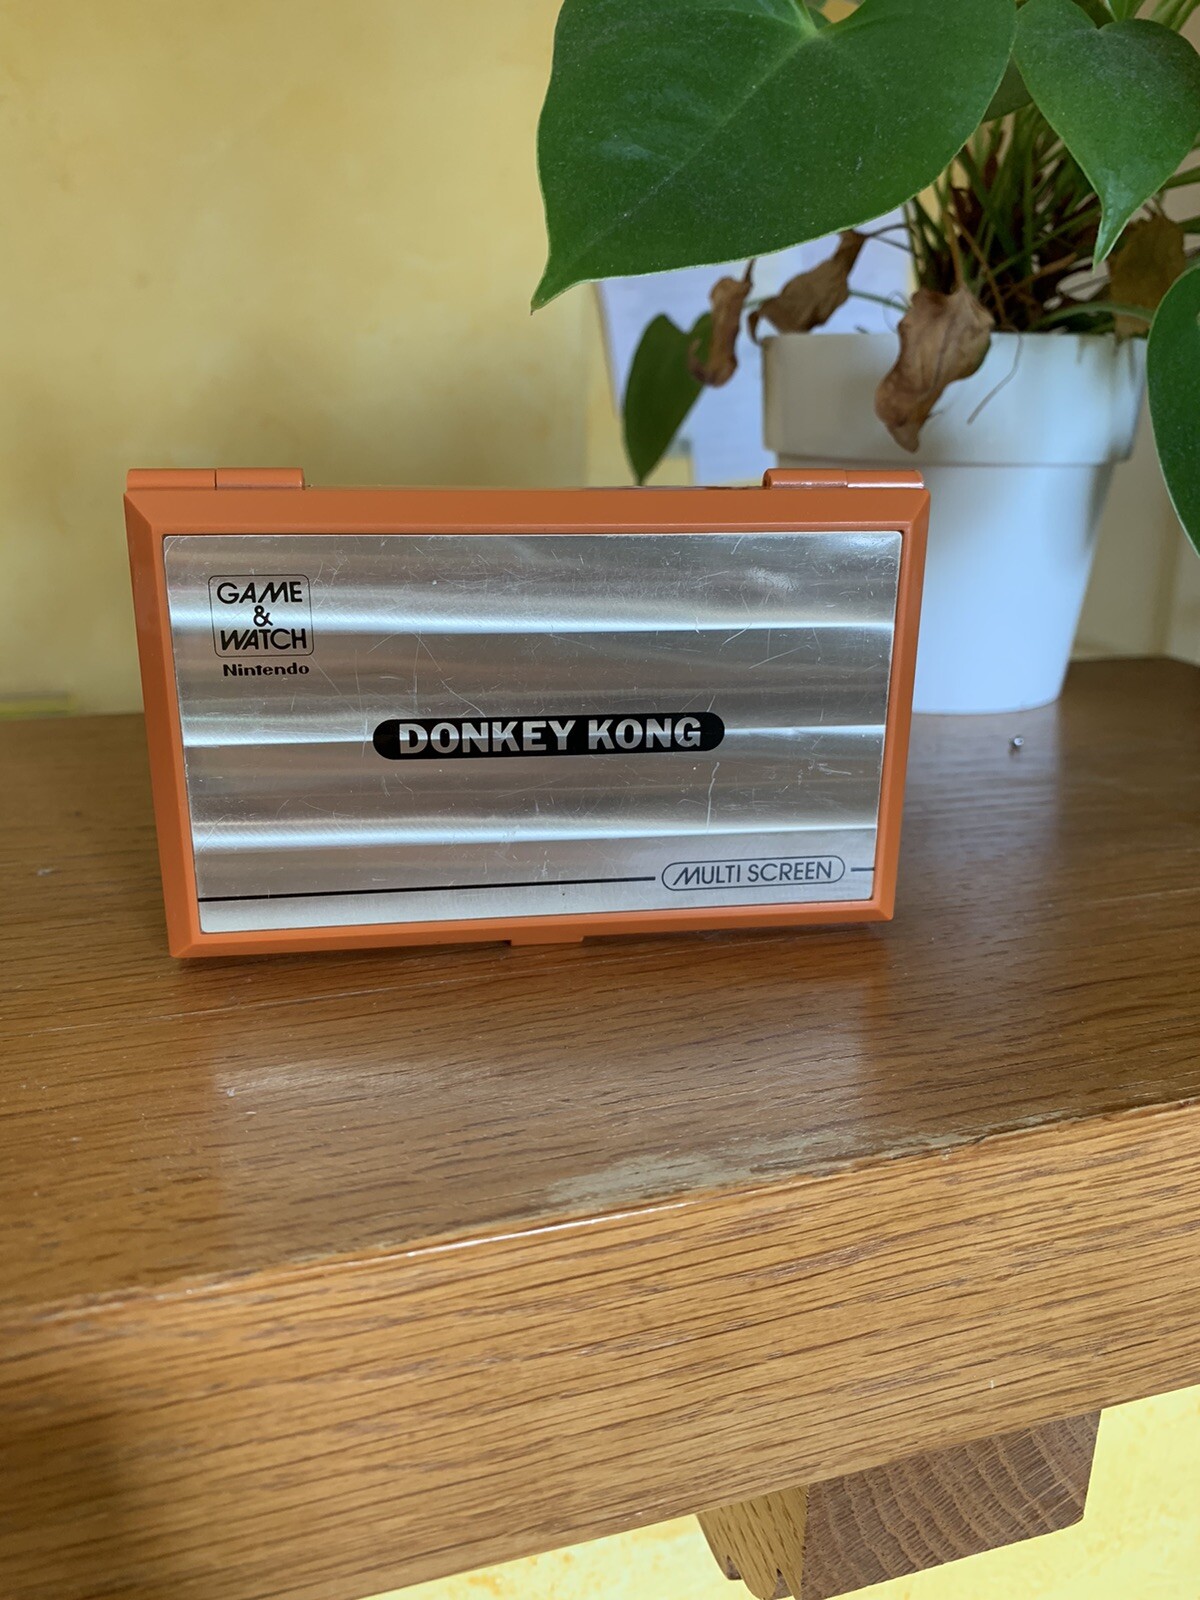 GAME
&
WATCH
Nintendo
DONKEY KONG
MULTI SCREEN